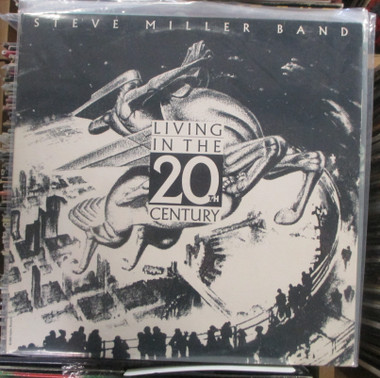 STEVE MILLER BAND
LIVING
IN THE
20TH
CENTURY